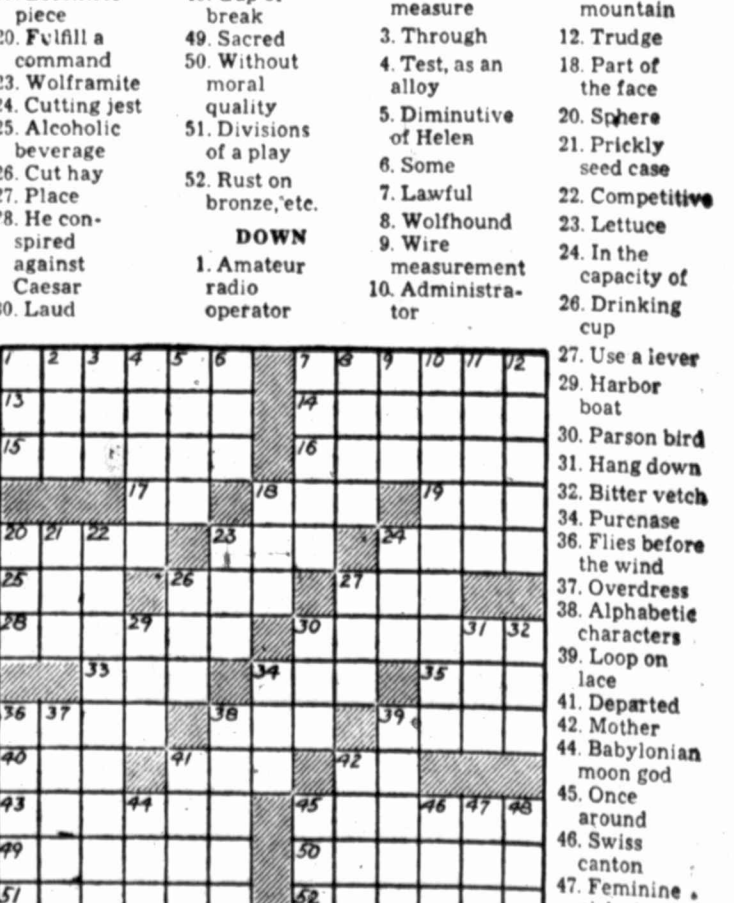 piece
20. Fulfill a
command
23. Wolframite
24. Cutting jest
25. Alcoholic
beverage
26. Cut hay
27. Place
28. He con-
spired
against
Caesar
30. Laud
break
49. Sacred
50. Without
moral
quality
51. Divisions
of a play
52. Rust on
bronze, etc.
DOWN
1. Amateur
radio
operator
measure
3. Through
4. Test, as an
alloy
5. Diminutive
of Helen
6. Some
7. Lawful
8. Wolfhound
9. Wire
measurement
10. Administra-
tor
mountain
12. Trudge
18. Part of
the face
20. Sphere
21. Prickly
seed case
22. Competitive
23. Lettuce
24. In the
capacity of
26. Drinking
cup
27. Use a lever
29. Harbor
boat
30. Parson bird
31. Hang down
32. Bitter vetch
34. Purcnase
36. Flies before
the wind
37. Overdress
38. Alphabetic
characters
39. Loop on
lace
41. Departed
42. Mother
44. Babylonian
moon god
45. Once
around
46. Swiss
canton
47. Feminine
1 2 3 4 5 6 7 8 9 10 11 12
13 14
15 16
17 18 19
20 21 22 23 24
25 26 27
28 29 30 31 32
33 34 35
36 37 38 39
40 41 42
43 44 45 46 47 48
49 50
51 52